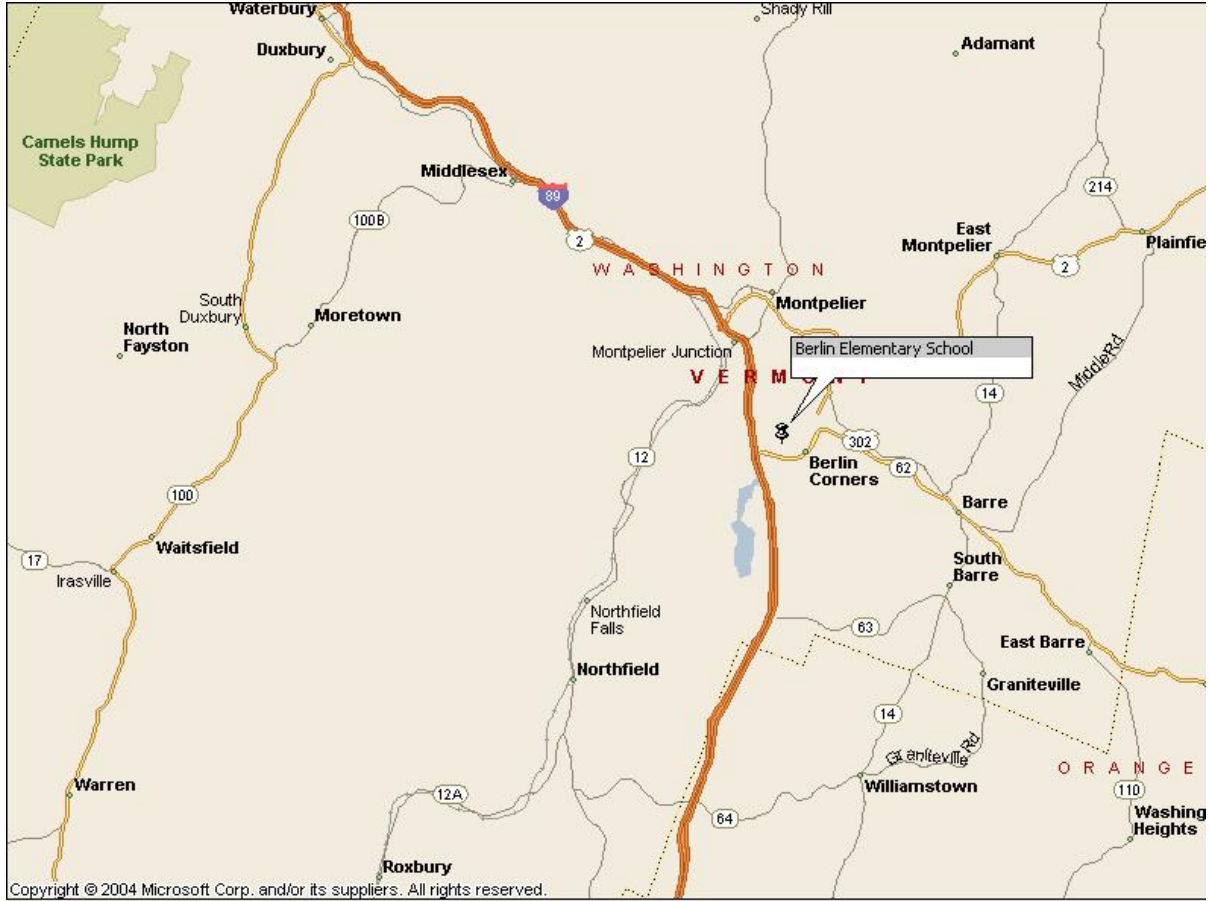 Waterbury
Shady Rill
Duxbury
Adamant
Camels Hump
State Park
Middlesex
89
214
100B
2
East
Montpelier
Plainfie
2
WASHINGTON
Montpelier
South
Duxbury
Moretown
North
Fayston
Montpelier Junction
Berlin Elementary School
VERMONT
Middle Rd
14
12
302
Berlin
Corners
62
100
Barre
Waitsfield
17
Irasville
South
Barre
Northfield
Falls
63
East Barre
Northfield
Graniteville
14
Graniteville Rd
ORANGE
Warren
Williamstown
12A
110
64
Washing
Heights
Roxbury
Copyright © 2004 Microsoft Corp. and/or its suppliers. All rights reserved.